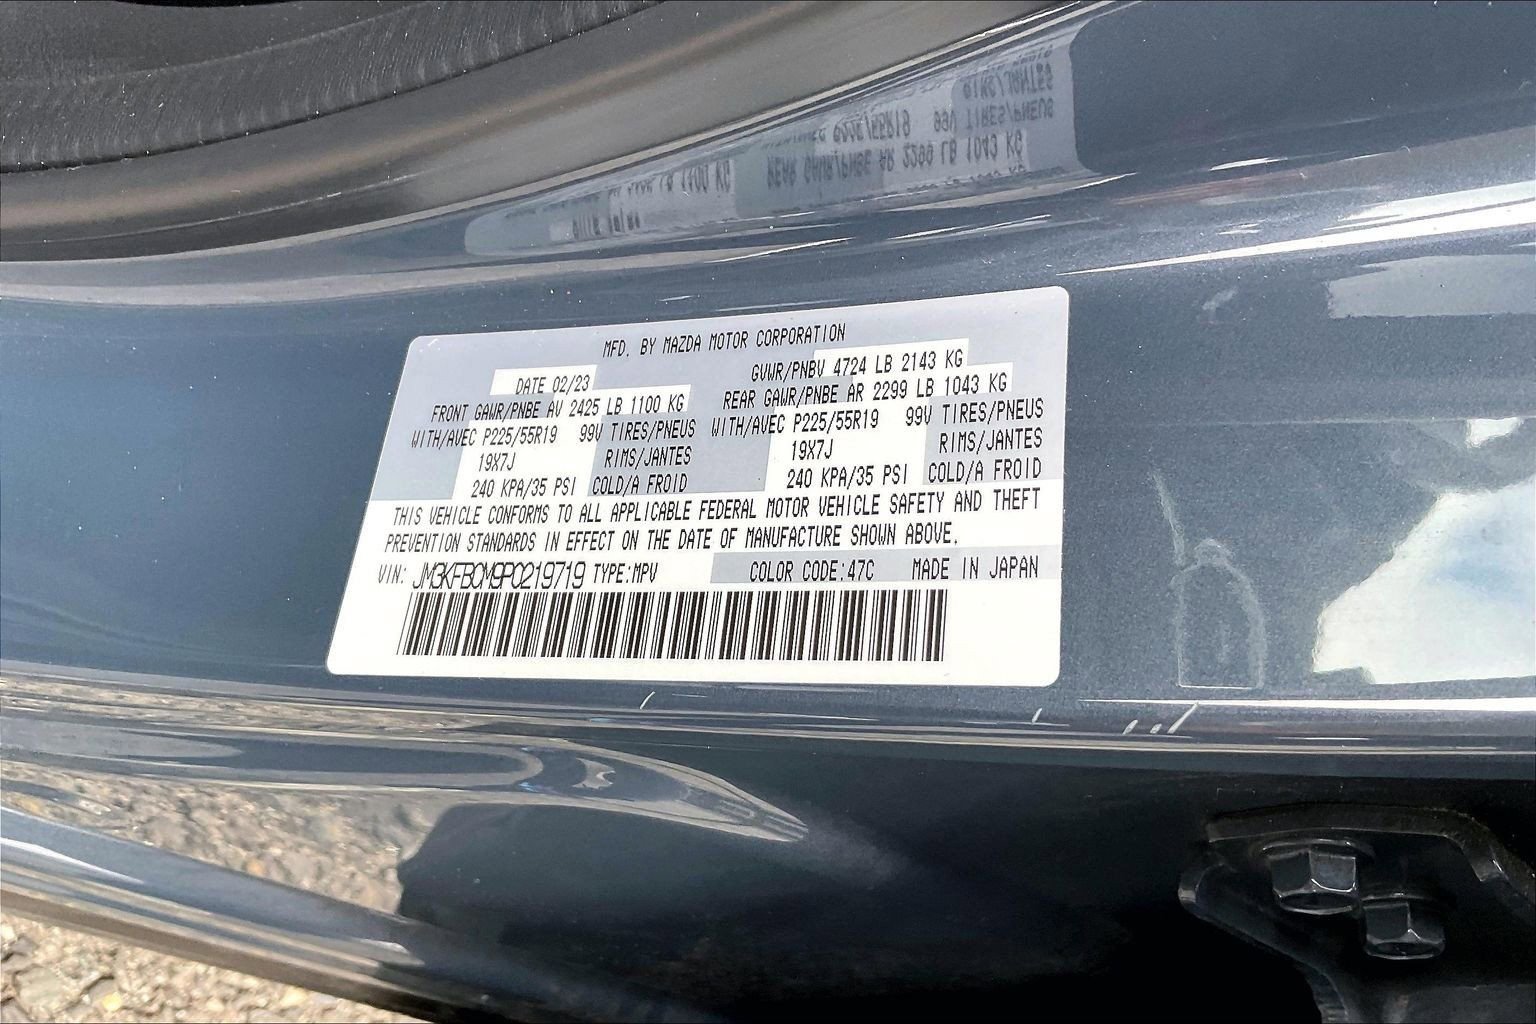 MFD. BY MAZDA MOTOR CORPORATION
DATE 02/23 GVWR/PNBV 4724 LB 2143 KG
FRONT GAWR/PNBE AV 2425 LB 1100 KG REAR GAWR/PNBE AR 2299 LB 1043 KG
WITH/AVEC P225/55R19 99V TIRES/PNEUS WITH/AVEC P225/55R19 99V TIRES/PNEUS
19X7J RIMS/JANTES 19X7J RIMS/JANTES
240 KPA/35 PSI COLD/A FROID 240 KPA/35 PSI COLD/A FROID
THIS VEHICLE CONFORMS TO ALL APPLICABLE FEDERAL MOTOR VEHICLE SAFETY AND THEFT
PREVENTION STANDARDS IN EFFECT ON THE DATE OF MANUFACTURE SHOWN ABOVE.
VIN: JM3KFBCM9P0219719 TYPE:MPV COLOR CODE:47C MADE IN JAPAN